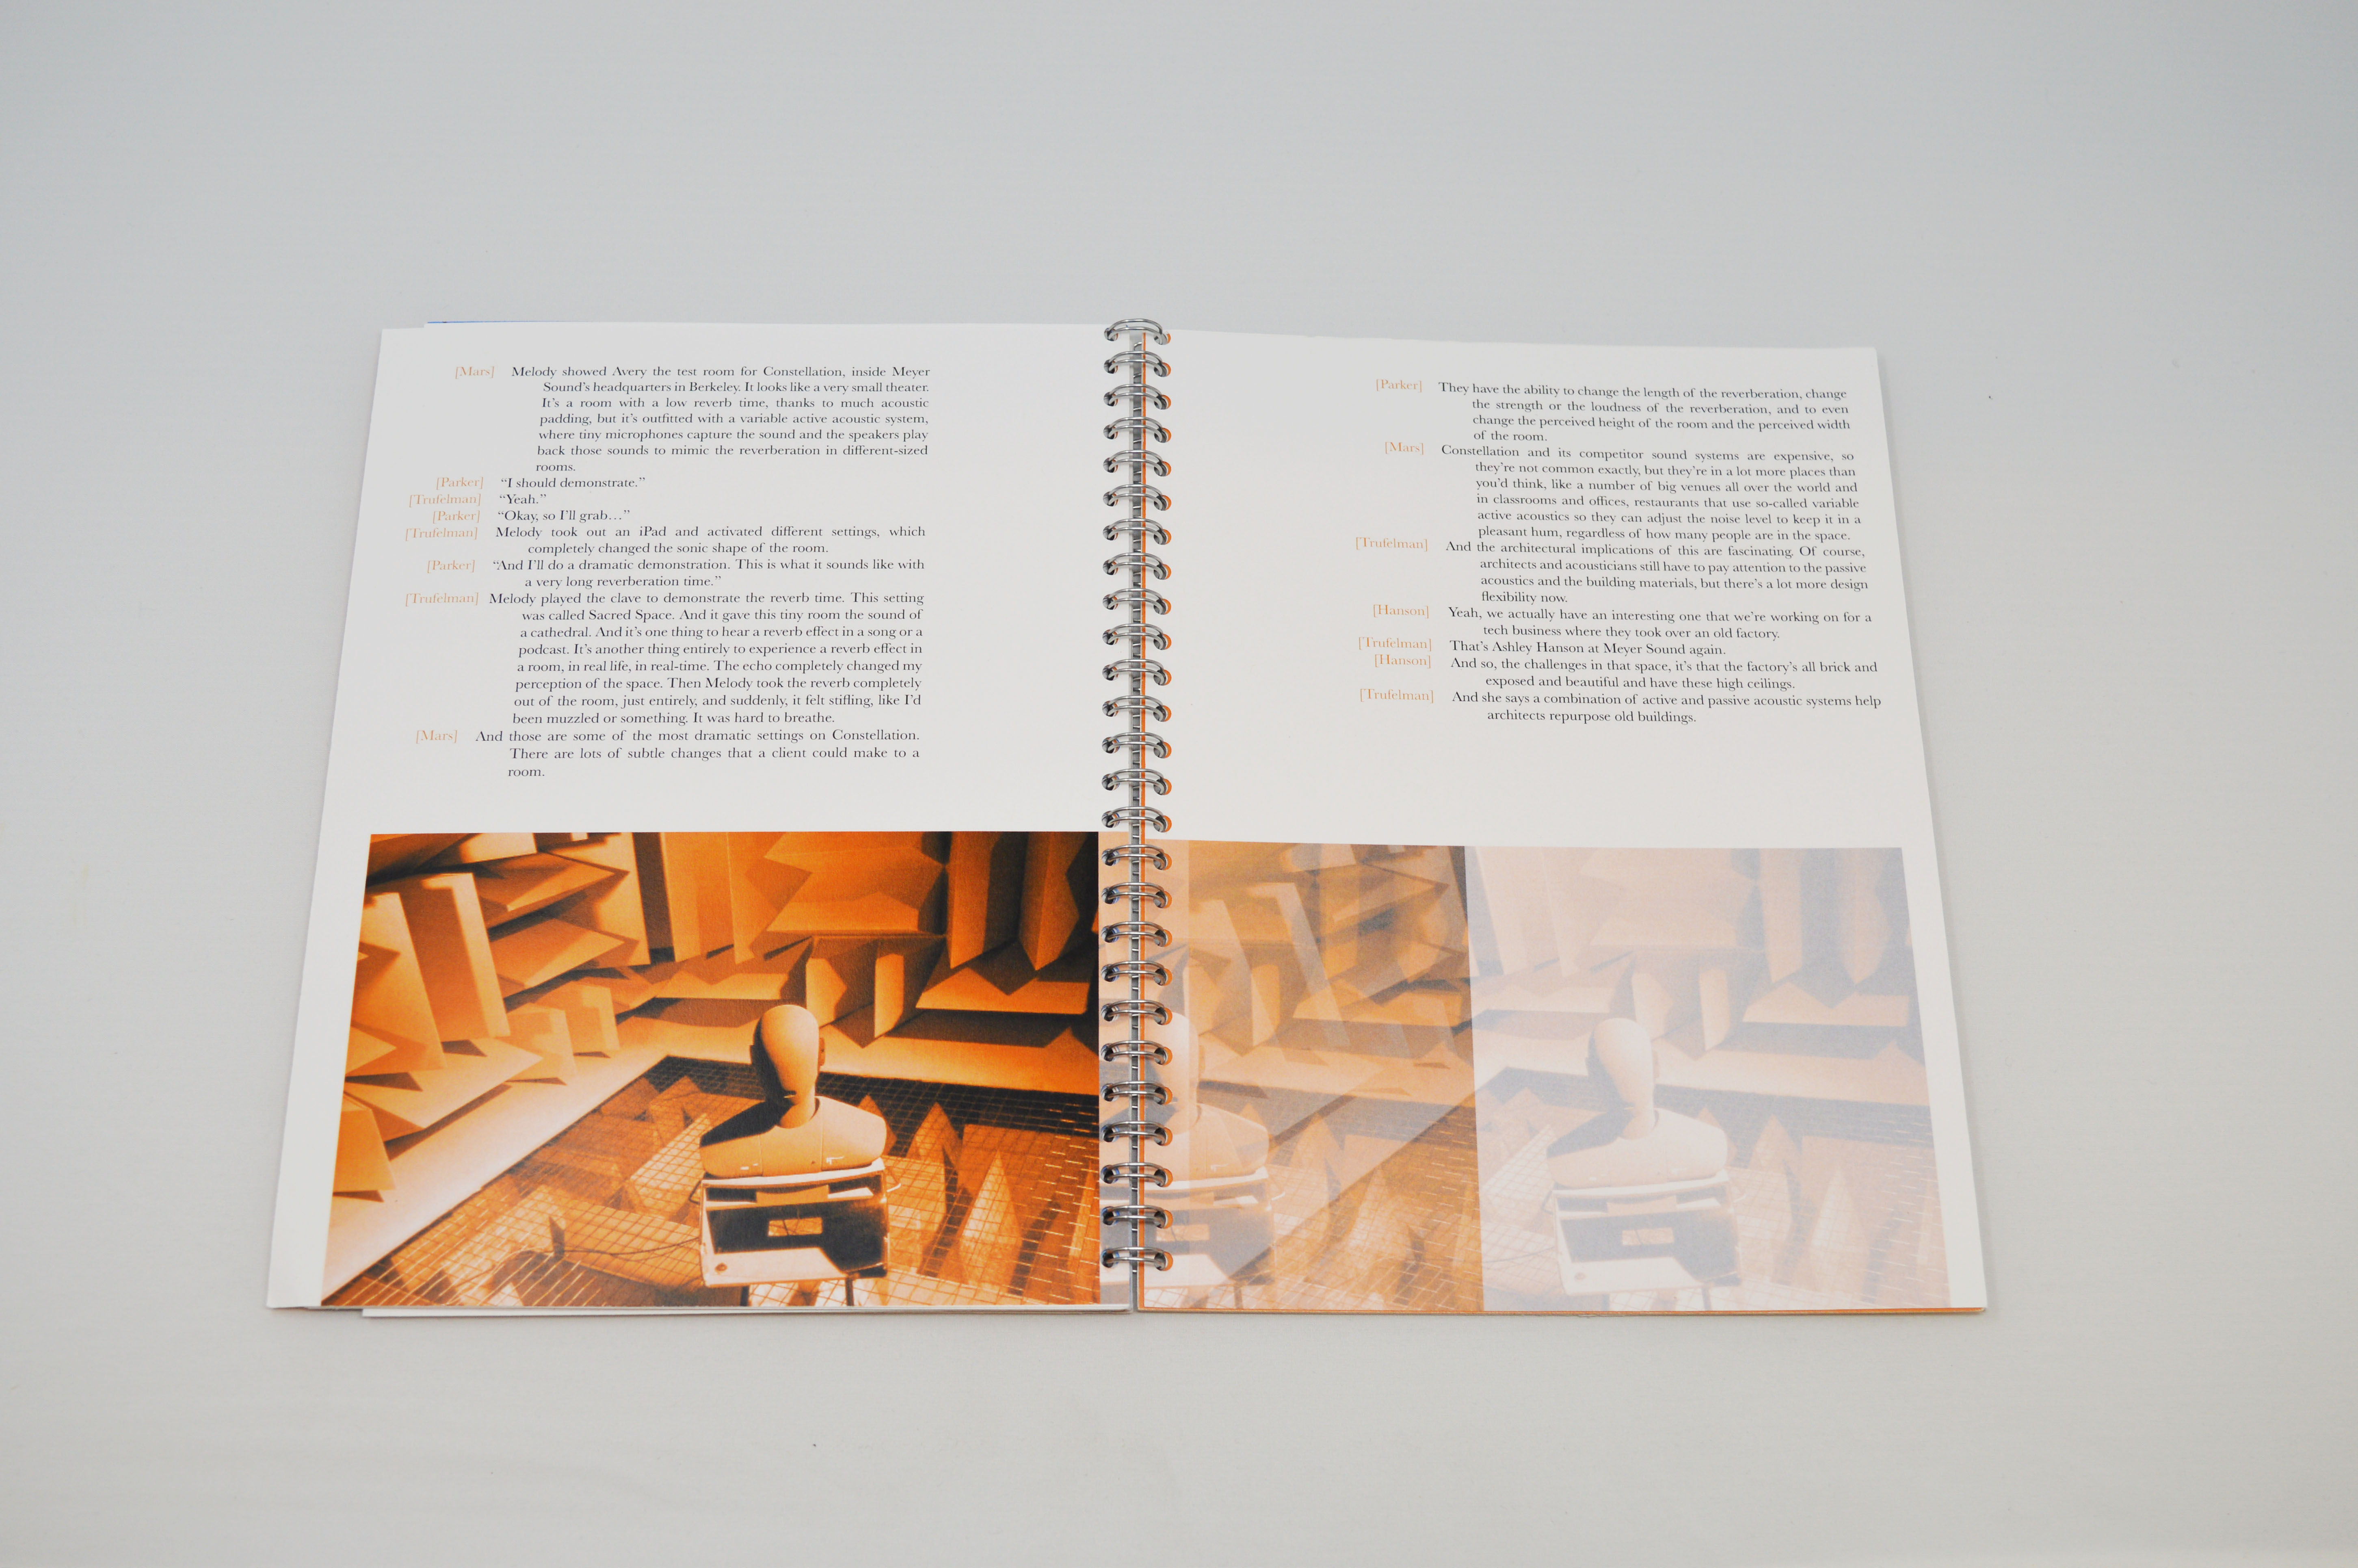 [Mars] Melody showed Avery the test room for Constellation, inside Meyer
Sound’s headquarters in Berkeley. It looks like a very small theater.
It’s a room with a low reverb time, thanks to much acoustic
padding, but it’s outfitted with a variable active acoustic system,
where tiny microphones capture the sound and the speakers play
back those sounds to mimic the reverberation in different-sized
rooms.
[Parker] “I should demonstrate.”
[Trufelman] “Yeah.”
[Parker] “Okay, so I’ll grab…”
[Trufelman] Melody took out an iPad and activated different settings, which
completely changed the sonic shape of the room.
[Parker] “And I’ll do a dramatic demonstration. This is what it sounds like with
a very long reverberation time.”
[Trufelman] Melody played the clave to demonstrate the reverb time. This setting
was called Sacred Space. And it gave this tiny room the sound of
a cathedral. And it’s one thing to hear a reverb effect in a song or a
podcast. It’s another thing entirely to experience a reverb effect in
a room, in real life, in real-time. The echo completely changed my
perception of the space. Then Melody took the reverb completely
out of the room, just entirely, and suddenly, it felt stifling, like I’d
been muzzled or something. It was hard to breathe.
[Mars] And those are some of the most dramatic settings on Constellation.
There are lots of subtle changes that a client could make to a
room.
[Parker] They have the ability to change the length of the reverberation, change
the strength or the loudness of the reverberation, and to even
change the perceived height of the room and the perceived width
of the room.
[Mars] Constellation and its competitor sound systems are expensive, so
they’re not common exactly, but they’re in a lot more places than
you’d think, like a number of big venues all over the world and
in classrooms and offices, restaurants that use so-called variable
active acoustics so they can adjust the noise level to keep it in a
pleasant hum, regardless of how many people are in the space.
[Trufelman] And the architectural implications of this are fascinating. Of course,
architects and acousticians still have to pay attention to the passive
acoustics and the building materials, but there’s a lot more design
flexibility now.
[Hanson] Yeah, we actually have an interesting one that we’re working on for a
tech business where they took over an old factory.
[Trufelman] That’s Ashley Hanson at Meyer Sound again.
[Hanson] And so, the challenges in that space, it’s that the factory’s all brick and
exposed and beautiful and have these high ceilings.
[Trufelman] And she says a combination of active and passive acoustic systems help
architects repurpose old buildings.